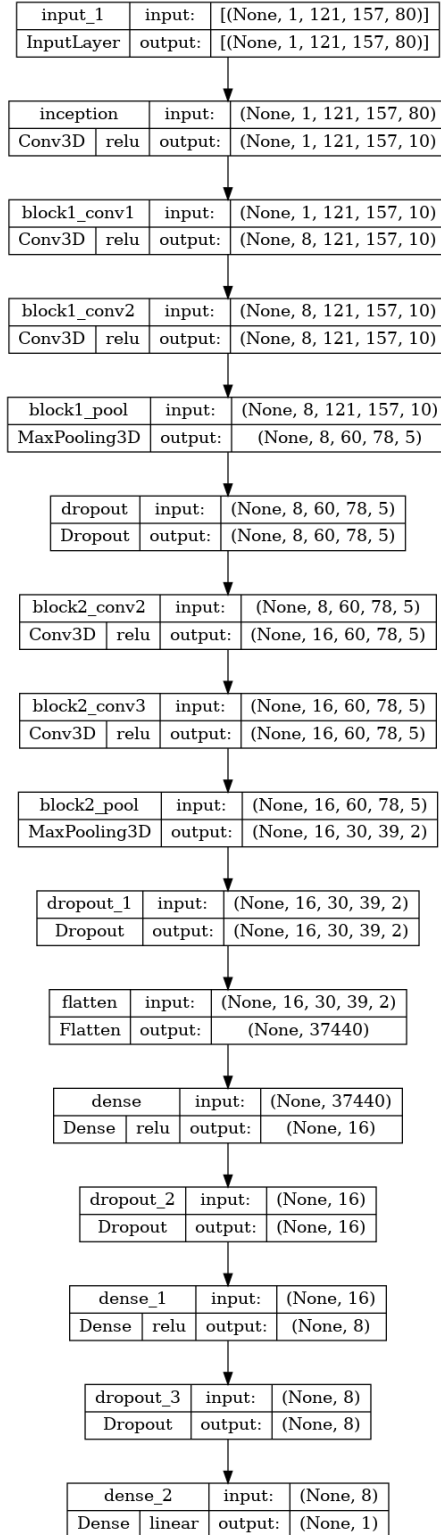 input_1 input: [(None, 1, 121, 157, 80)]
InputLayer output: [(None, 1, 121, 157, 80)]
inception input: (None, 1, 121, 157, 80)
Conv3D relu output: (None, 1, 121, 157, 10)
block1_conv1 input: (None, 1, 121, 157, 10)
Conv3D relu output: (None, 8, 121, 157, 10)
block1_conv2 input: (None, 8, 121, 157, 10)
Conv3D relu output: (None, 8, 121, 157, 10)
block1_pool input: (None, 8, 121, 157, 10)
MaxPooling3D output: (None, 8, 60, 78, 5)
dropout input: (None, 8, 60, 78, 5)
Dropout output: (None, 8, 60, 78, 5)
block2_conv2 input: (None, 8, 60, 78, 5)
Conv3D relu output: (None, 16, 60, 78, 5)
block2_conv3 input: (None, 16, 60, 78, 5)
Conv3D relu output: (None, 16, 60, 78, 5)
block2_pool input: (None, 16, 60, 78, 5)
MaxPooling3D output: (None, 16, 30, 39, 2)
dropout_1 input: (None, 16, 30, 39, 2)
Dropout output: (None, 16, 30, 39, 2)
flatten input: (None, 16, 30, 39, 2)
Flatten output: (None, 37440)
dense input: (None, 37440)
Dense relu output: (None, 16)
dropout_2 input: (None, 16)
Dropout output: (None, 16)
dense_1 input: (None, 16)
Dense relu output: (None, 8)
dropout_3 input: (None, 8)
Dropout output: (None, 8)
dense_2 input: (None, 8)
Dense linear output: (None, 1)